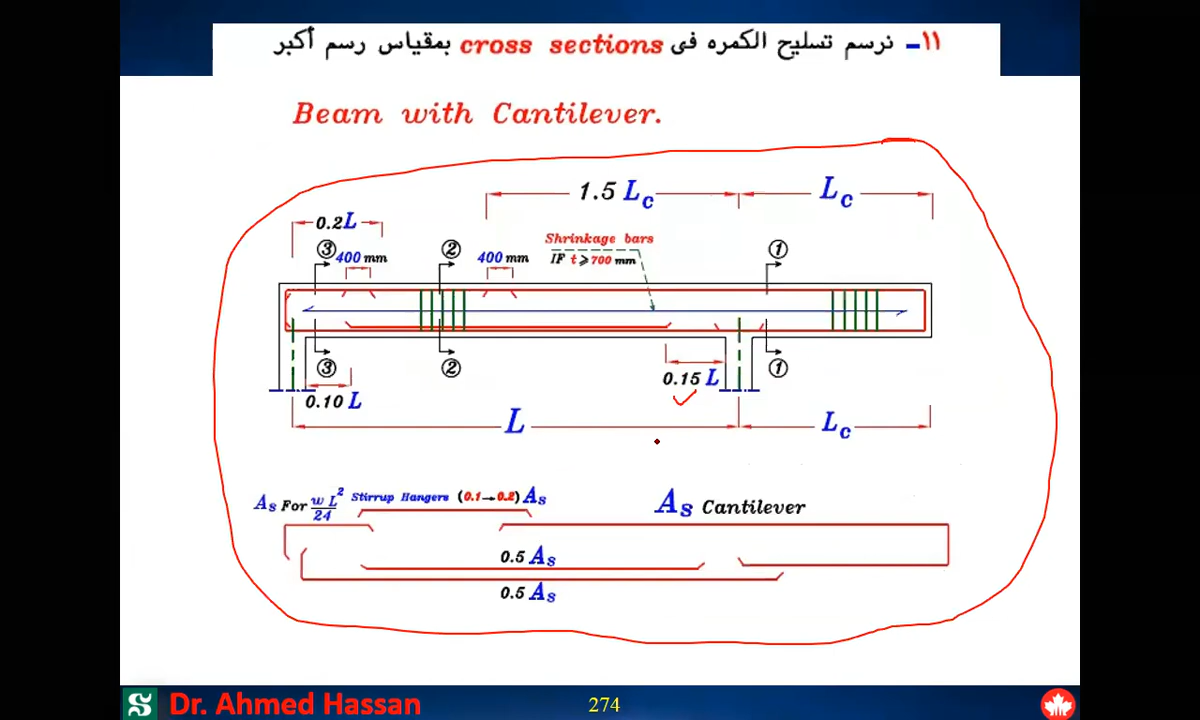 ١١- نرسم تسليح الكمره فى cross sections بمقياس رسم أكبر
Beam with Cantilever.
1.5 Lc
Lc
0.2L
3
400 mm
2
400 mm
Shrinkage bars
IF t ⩾ 700 mm
1
3
2
1
0.10 L
0.15 L
L
Lc
As For w L² / 24
Stirrup Hangers (0.1→0.2) As
As Cantilever
0.5 As
0.5 As
Dr. Ahmed Hassan
274